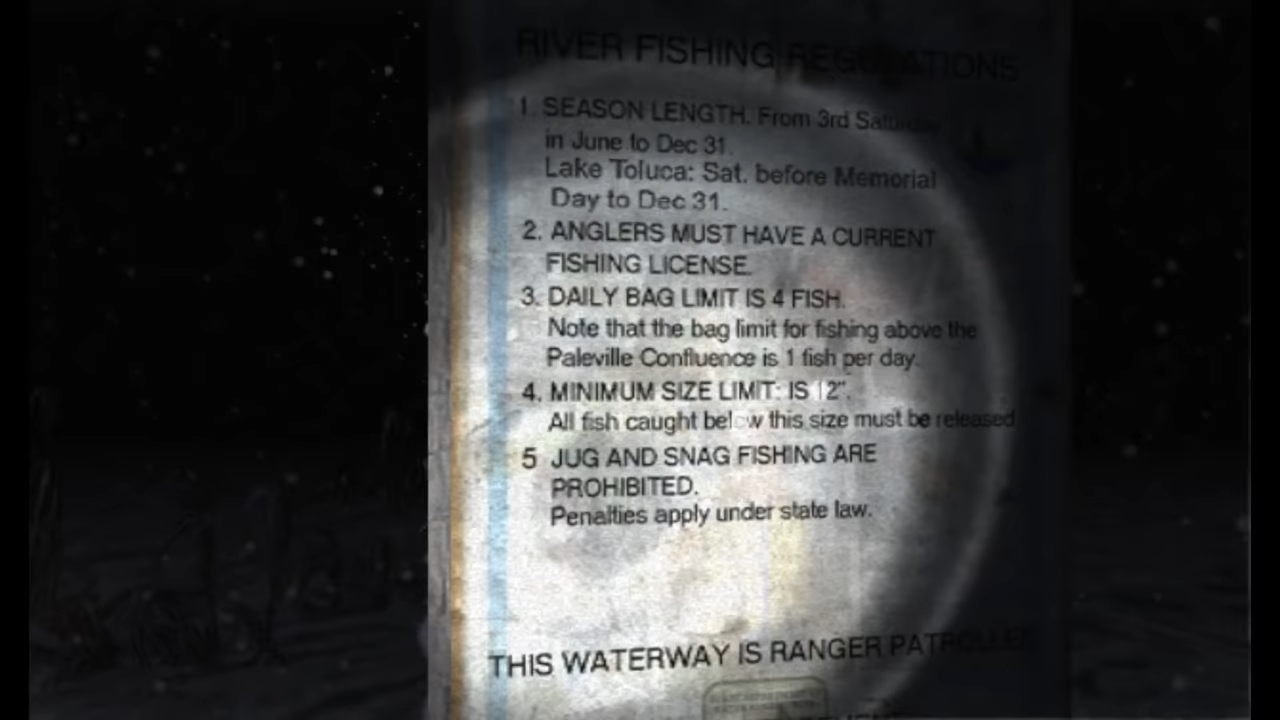 RIVER FISHING REGULATIONS
1. SEASON LENGTH. From 3rd Saturday
in June to Dec 31.
Lake Toluca: Sat. before Memorial
Day to Dec 31.
2. ANGLERS MUST HAVE A CURRENT
FISHING LICENSE.
3. DAILY BAG LIMIT IS 4 FISH.
Note that the bag limit for fishing above the
Paleville Confluence is 1 fish per day.
4. MINIMUM SIZE LIMIT: IS 12".
All fish caught below this size must be released
5 JUG AND SNAG FISHING ARE
PROHIBITED.
Penalties apply under state law.
THIS WATERWAY IS RANGER PATROLLED